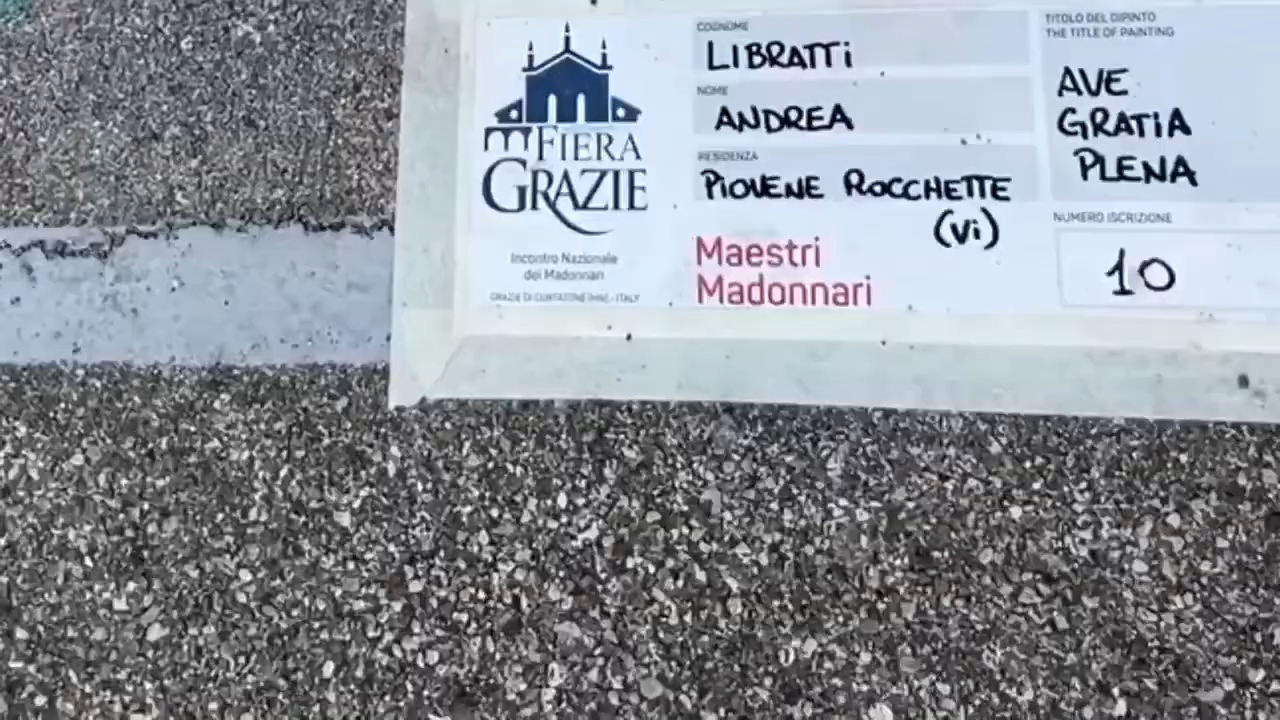 FIERA
GRAZIE
Incontro Nazionale
dei Madonnari
GRAZIE DI CURTATONE (MN) - ITALY
COGNOME
LIBRATTi
NOME
ANDREA
RESIDENZA
PiOVENE ROCCHETTE
(Vi)
Maestri
Madonnari
TITOLO DEL DIPINTO
THE TITLE OF PAINTING
AVE
GRATiA
PLENA
NUMERO ISCRIZIONE
10